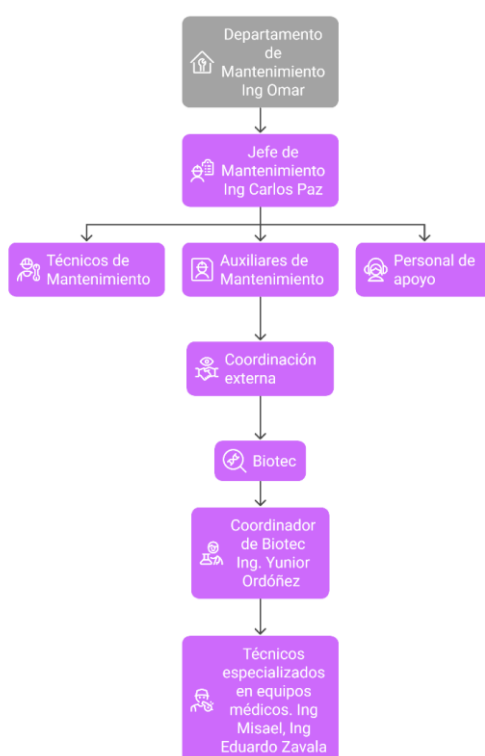 Departamento
de
Mantenimiento
Ing Omar
Jefe de
Mantenimiento
Ing Carlos Paz
Técnicos de
Mantenimiento
Auxiliares de
Mantenimiento
Personal de
apoyo
Coordinación
externa
Biotec
Coordinador
de Biotec
Ing. Yunior
Ordóñez
Técnicos
especializados
en equipos
médicos. Ing
Misael, Ing
Eduardo Zavala